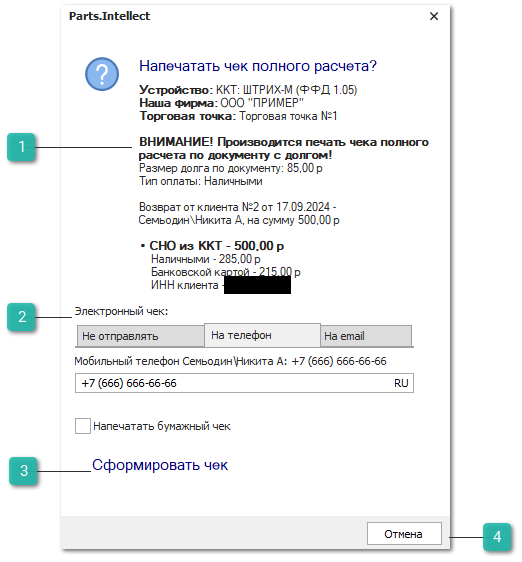 Parts.Intellect
Напечатать чек полного расчета?
Устройство: ККТ: ШТРИХ-М (ФФД 1.05)
Наша фирма: ООО "ПРИМЕР"
Торговая точка: Торговая точка №1
1
ВНИМАНИЕ! Производится печать чека полного
расчета по документу с долгом!
Размер долга по документу: 85,00 р
Тип оплаты: Наличными
Возврат от клиента №2 от 17.09.2024 -
Семьодин\Никита А, на сумму 500,00 р
• СНО из ККТ - 500,00 р
Наличными - 285,00 р
Банковской картой - 215,00 р
ИНН клиента -
2
Электронный чек:
Не отправлять На телефон На email
Мобильный телефон Семьодин\Никита А: +7 (666) 666-66-66
+7 (666) 666-66-66 RU
Напечатать бумажный чек
3
Сформировать чек
Отмена
4